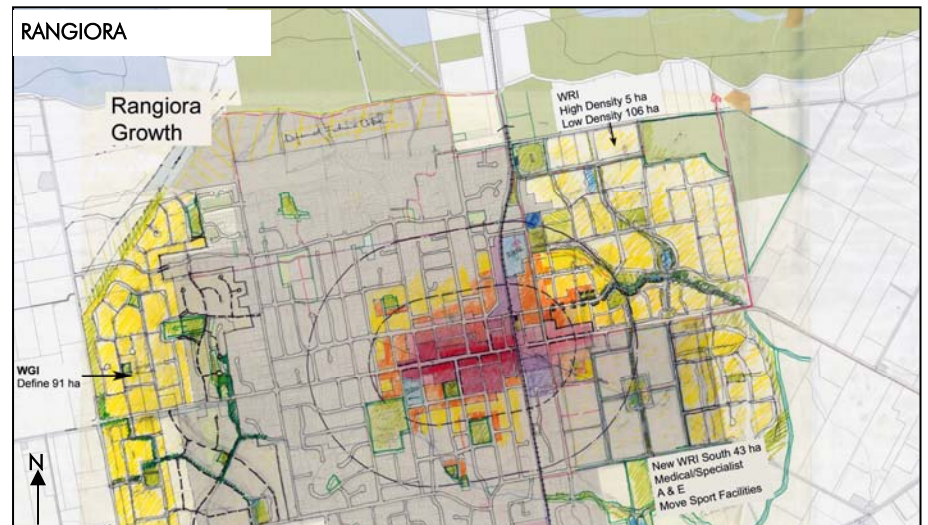 RANGIORA
Rangiora
Growth
WRI
High Density 5 ha
Low Density 106 ha
WGI
Define 91 ha
N
New WRI South 43 ha
Medical/Specialist
A & E
Move Sport Facilities